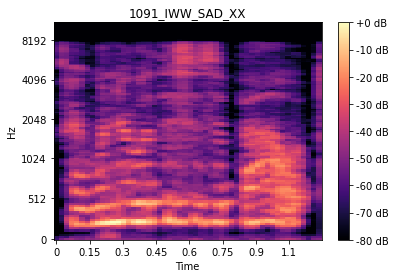 1091_IWW_SAD_XX
+0 dB
8192
-10 dB
4096
-20 dB
-30 dB
2048
Hz
-40 dB
1024
-50 dB
512
-60 dB
-70 dB
0
-80 dB
0 0.15 0.3 0.45 0.6 0.75 0.9 1.1
Time